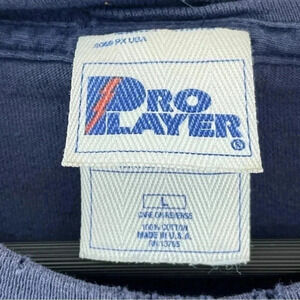 PRO
PLAYER
®
L
CARE ON REVERSE
100% COTTON
MADE IN U.S.A.